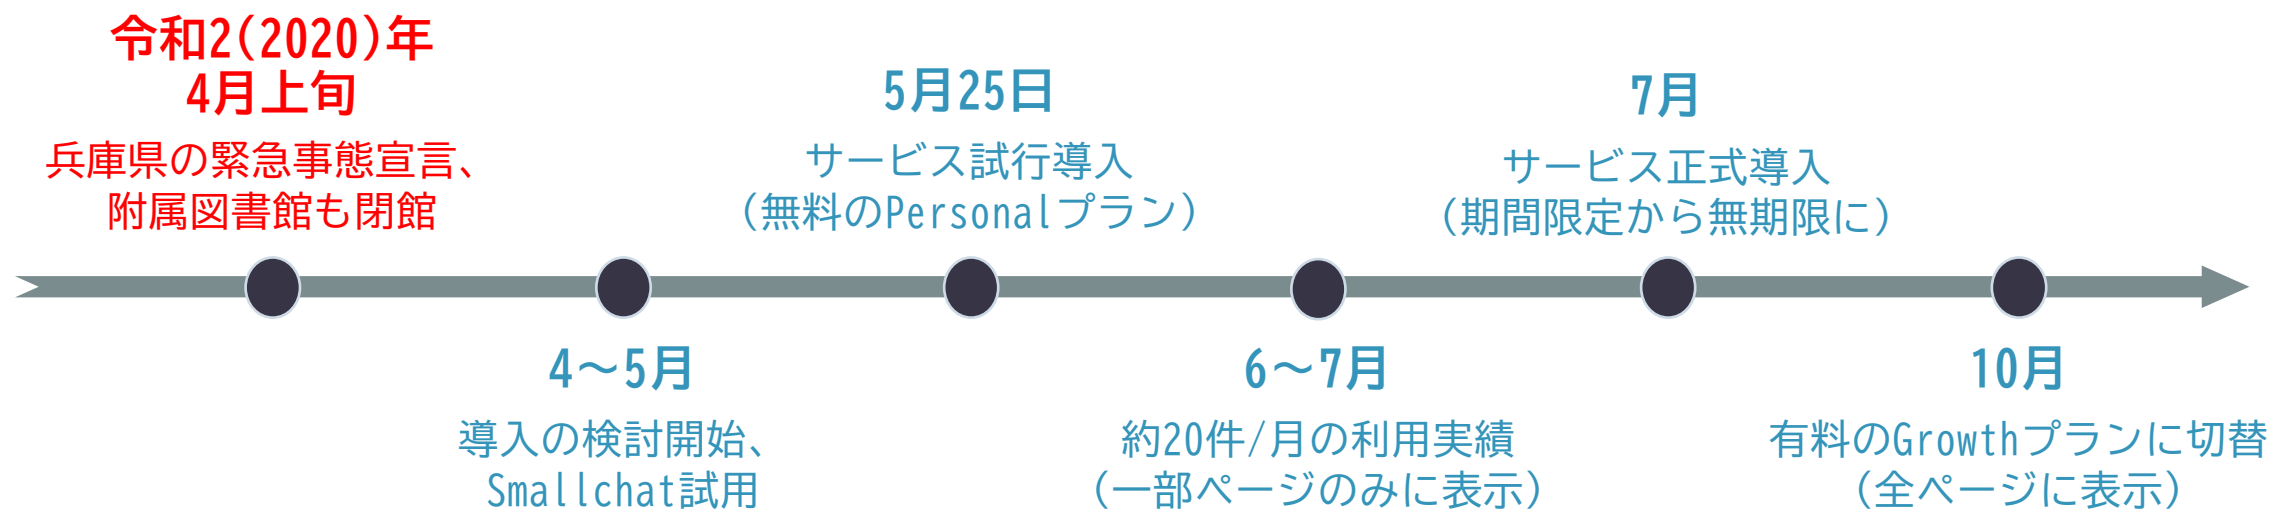 令和2(2020)年
4月上旬
兵庫県の緊急事態宣言、
附属図書館も閉館
4～5月
導入の検討開始、
Smallchat試用
5月25日
サービス試行導入
（無料のPersonalプラン）
6～7月
約20件/月の利用実績
（一部ページのみに表示）
7月
サービス正式導入
（期間限定から無期限に）
10月
有料のGrowthプランに切替
（全ページに表示）